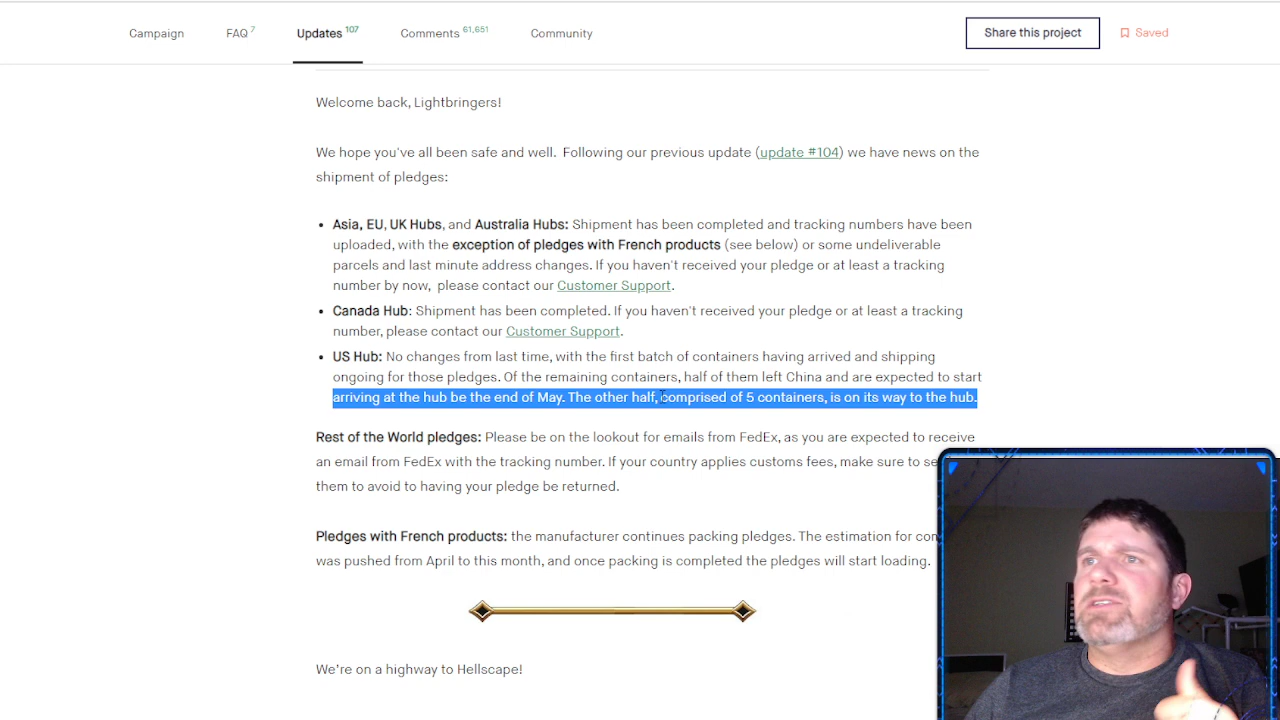 Campaign FAQ 7 Updates 107 Comments 61,651 Community Share this project Saved
Welcome back, Lightbringers!
We hope you've all been safe and well. Following our previous update (update #104) we have news on the
shipment of pledges:
• Asia, EU, UK Hubs, and Australia Hubs: Shipment has been completed and tracking numbers have been
uploaded, with the exception of pledges with French products (see below) or some undeliverable
parcels and last minute address changes. If you haven't received your pledge or at least a tracking
number by now, please contact our Customer Support.
• Canada Hub: Shipment has been completed. If you haven't received your pledge or at least a tracking
number, please contact our Customer Support.
• US Hub: No changes from last time, with the first batch of containers having arrived and shipping
ongoing for those pledges. Of the remaining containers, half of them left China and are expected to start
arriving at the hub be the end of May. The other half, comprised of 5 containers, is on its way to the hub.
Rest of the World pledges: Please be on the lookout for emails from FedEx, as you are expected to receive
an email from FedEx with the tracking number. If your country applies customs fees, make sure to
them to avoid to having your pledge be returned.
Pledges with French products: the manufacturer continues packing pledges. The estimation for
was pushed from April to this month, and once packing is completed the pledges will start loading.
We're on a highway to Hellscape!